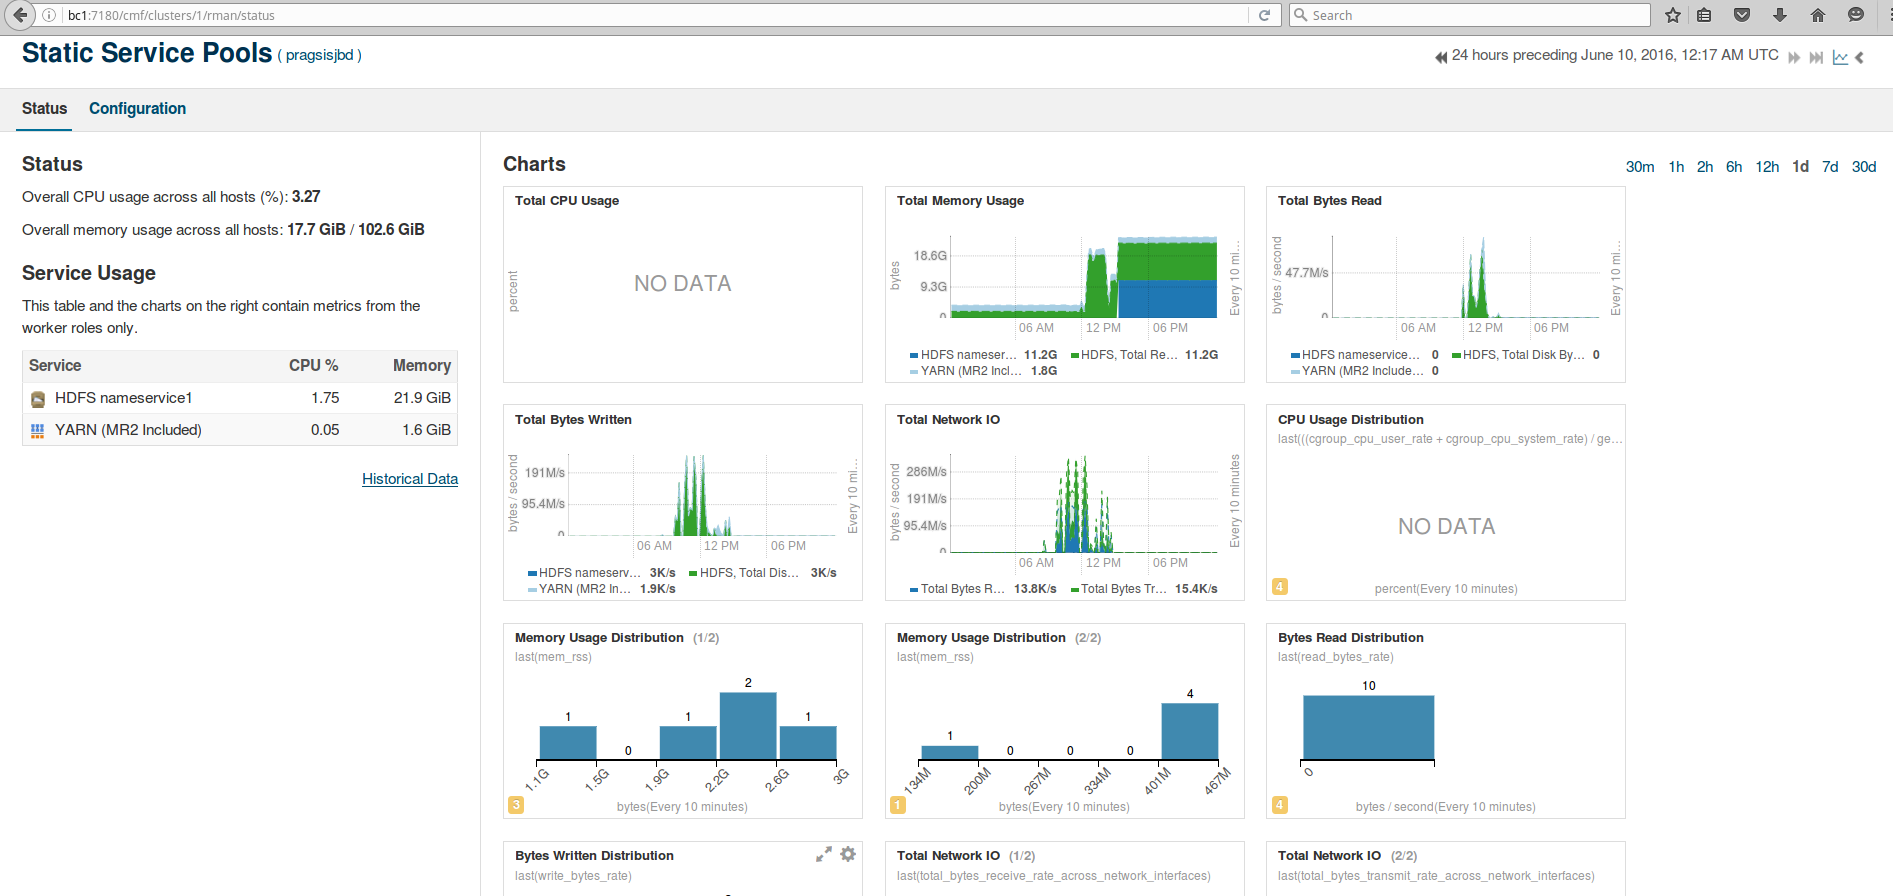 bc1:7180/cmf/clusters/1/rman/status
Search
Static Service Pools ( pragsisjbd )
24 hours preceding June 10, 2016, 12:17 AM UTC
Status Configuration
Status
Overall CPU usage across all hosts (%): 3.27
Overall memory usage across all hosts: 17.7 GiB / 102.6 GiB
Service Usage
This table and the charts on the right contain metrics from the
worker roles only.
Service CPU % Memory
HDFS nameservice1 1.75 21.9 GiB
YARN (MR2 Included) 0.05 1.6 GiB
Historical Data
Charts
30m 1h 2h 6h 12h 1d 7d 30d
Total CPU Usage
percent
NO DATA
Total Memory Usage
bytes
18.6G
9.3G
0
06 AM 12 PM 06 PM
Every 10 mi...
HDFS nameser... 11.2G HDFS, Total Re... 11.2G
YARN (MR2 Incl... 1.8G
Total Bytes Read
bytes / second
47.7M/s
0
06 AM 12 PM 06 PM
Every 10 mi...
HDFS nameservice... 0 HDFS, Total Disk By... 0
YARN (MR2 Include... 0
Total Bytes Written
bytes / second
191M/s
95.4M/s
0
06 AM 12 PM 06 PM
Every 10 mi...
HDFS nameserv... 3K/s HDFS, Total Dis... 3K/s
YARN (MR2 In... 1.9K/s
Total Network IO
bytes / second
286M/s
191M/s
95.4M/s
0
06 AM 12 PM 06 PM
Every 10 minutes
Total Bytes R... 13.8K/s Total Bytes Tr... 15.4K/s
CPU Usage Distribution
last(((cgroup_cpu_user_rate + cgroup_cpu_system_rate) / ge...
NO DATA
4
percent(Every 10 minutes)
Memory Usage Distribution (1/2)
last(mem_rss)
1 0 1 2 1
1.1G 1.5G 1.9G 2.2G 2.6G 3G
3
bytes(Every 10 minutes)
Memory Usage Distribution (2/2)
last(mem_rss)
1 0 0 0 4
134M 200M 267M 334M 401M 467M
1
bytes(Every 10 minutes)
Bytes Read Distribution
last(read_bytes_rate)
10
0
4
bytes / second(Every 10 minutes)
Bytes Written Distribution
last(write_bytes_rate)
Total Network IO (1/2)
last(total_bytes_receive_rate_across_network_interfaces)
Total Network IO (2/2)
last(total_bytes_transmit_rate_across_network_interfaces)